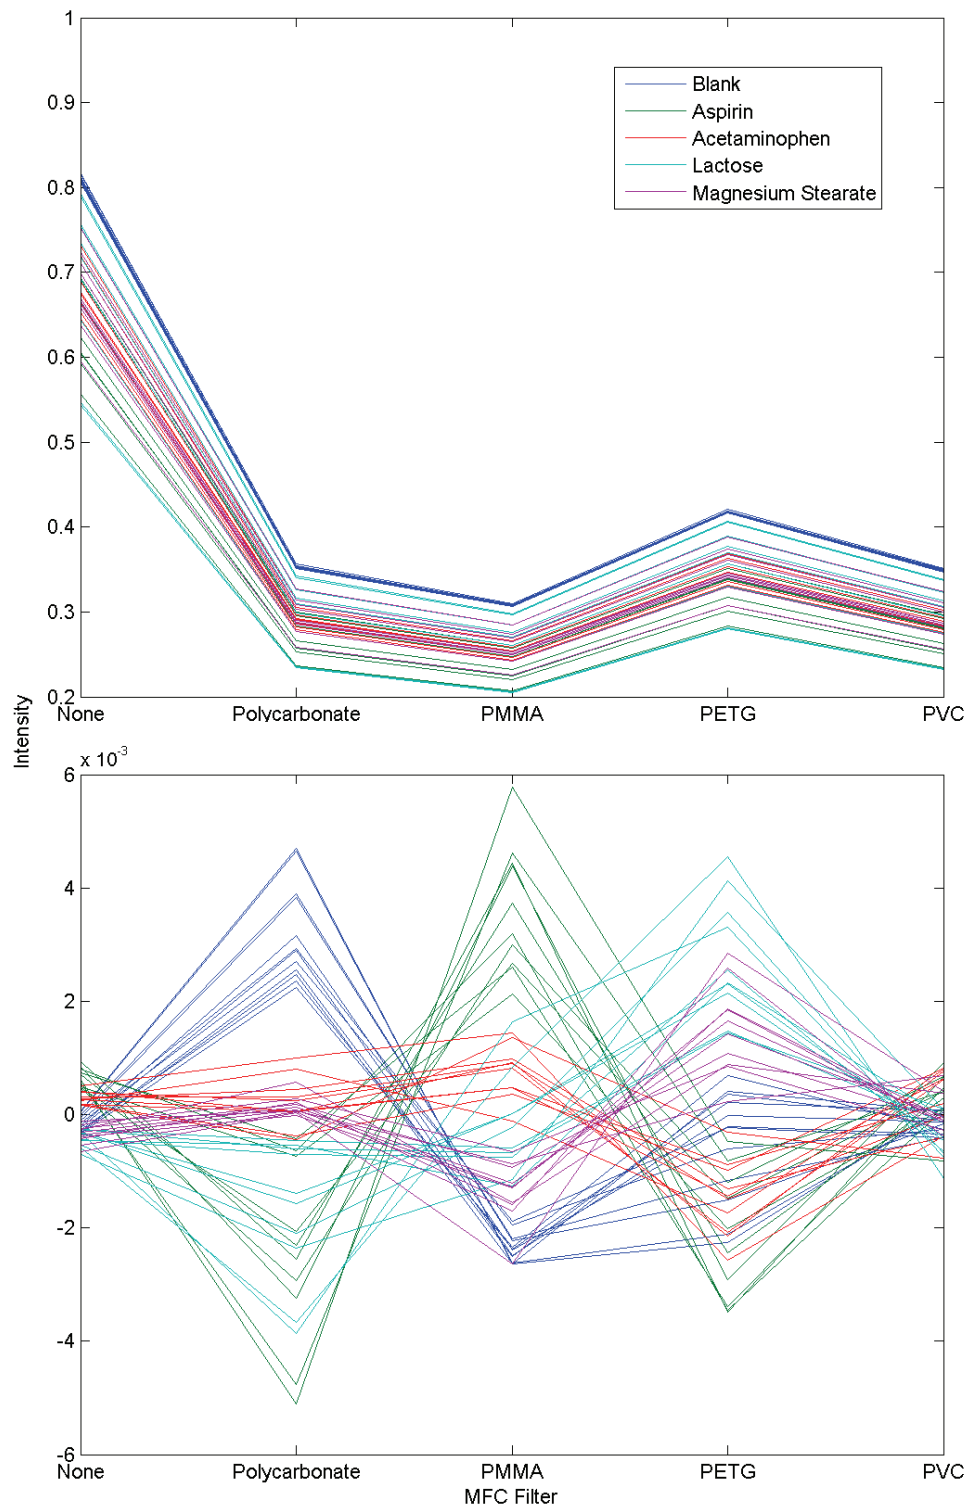 1
0.9
0.8
0.7
0.6
0.5
0.4
0.3
0.2
Blank
Aspirin
Acetaminophen
Lactose
Magnesium Stearate
None Polycarbonate PMMA PETG PVC
Intensity
x 10-3
6
4
2
0
-2
-4
-6
None Polycarbonate PMMA PETG PVC
MFC Filter